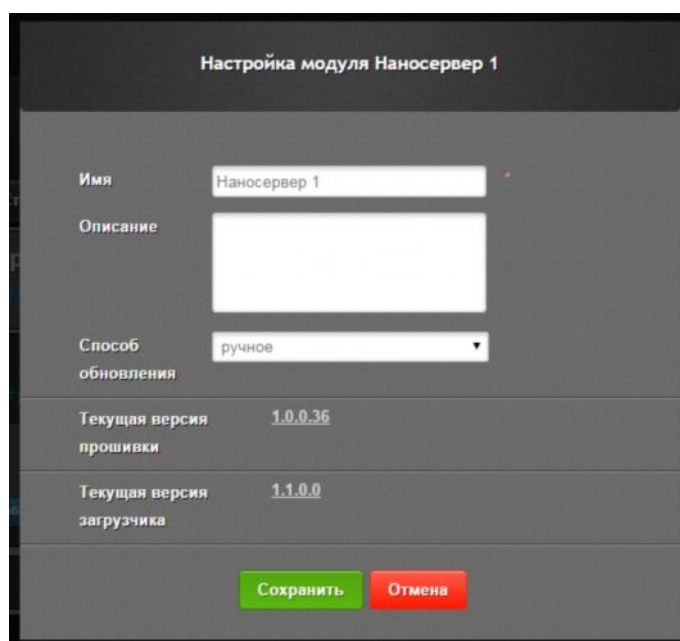 Настройка модуля Наносервер 1
Имя
Наносервер 1
Описание
Способ
обновления
ручное
Текущая версия
прошивки
1.0.0.36
Текущая версия
загрузчика
1.1.0.0
Сохранить
Отмена